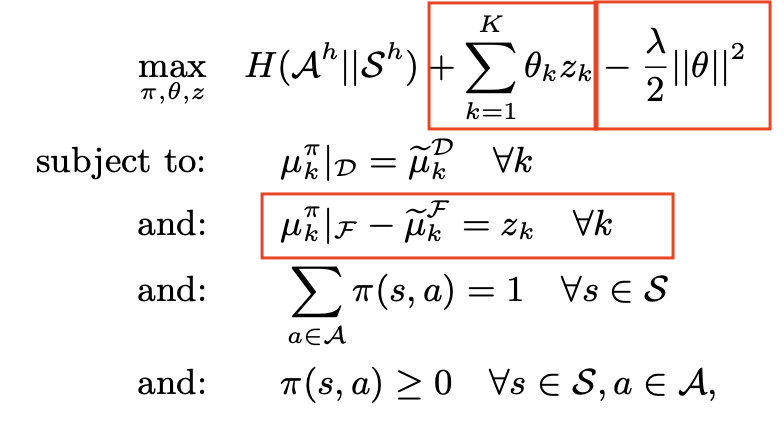 max_{π,θ,z} H(𝒜^h||𝒮^h) + ∑_{k=1}^{K} θ_k z_k − λ/2 ||θ||^2
subject to: μ_k^π|_𝒟 = μ̃_k^𝒟 ∀k
and: μ_k^π|_ℱ − μ̃_k^ℱ = z_k ∀k
and: ∑_{a∈𝒜} π(s, a) = 1 ∀s ∈ 𝒮
and: π(s, a) ≥ 0 ∀s ∈ 𝒮, a ∈ 𝒜,